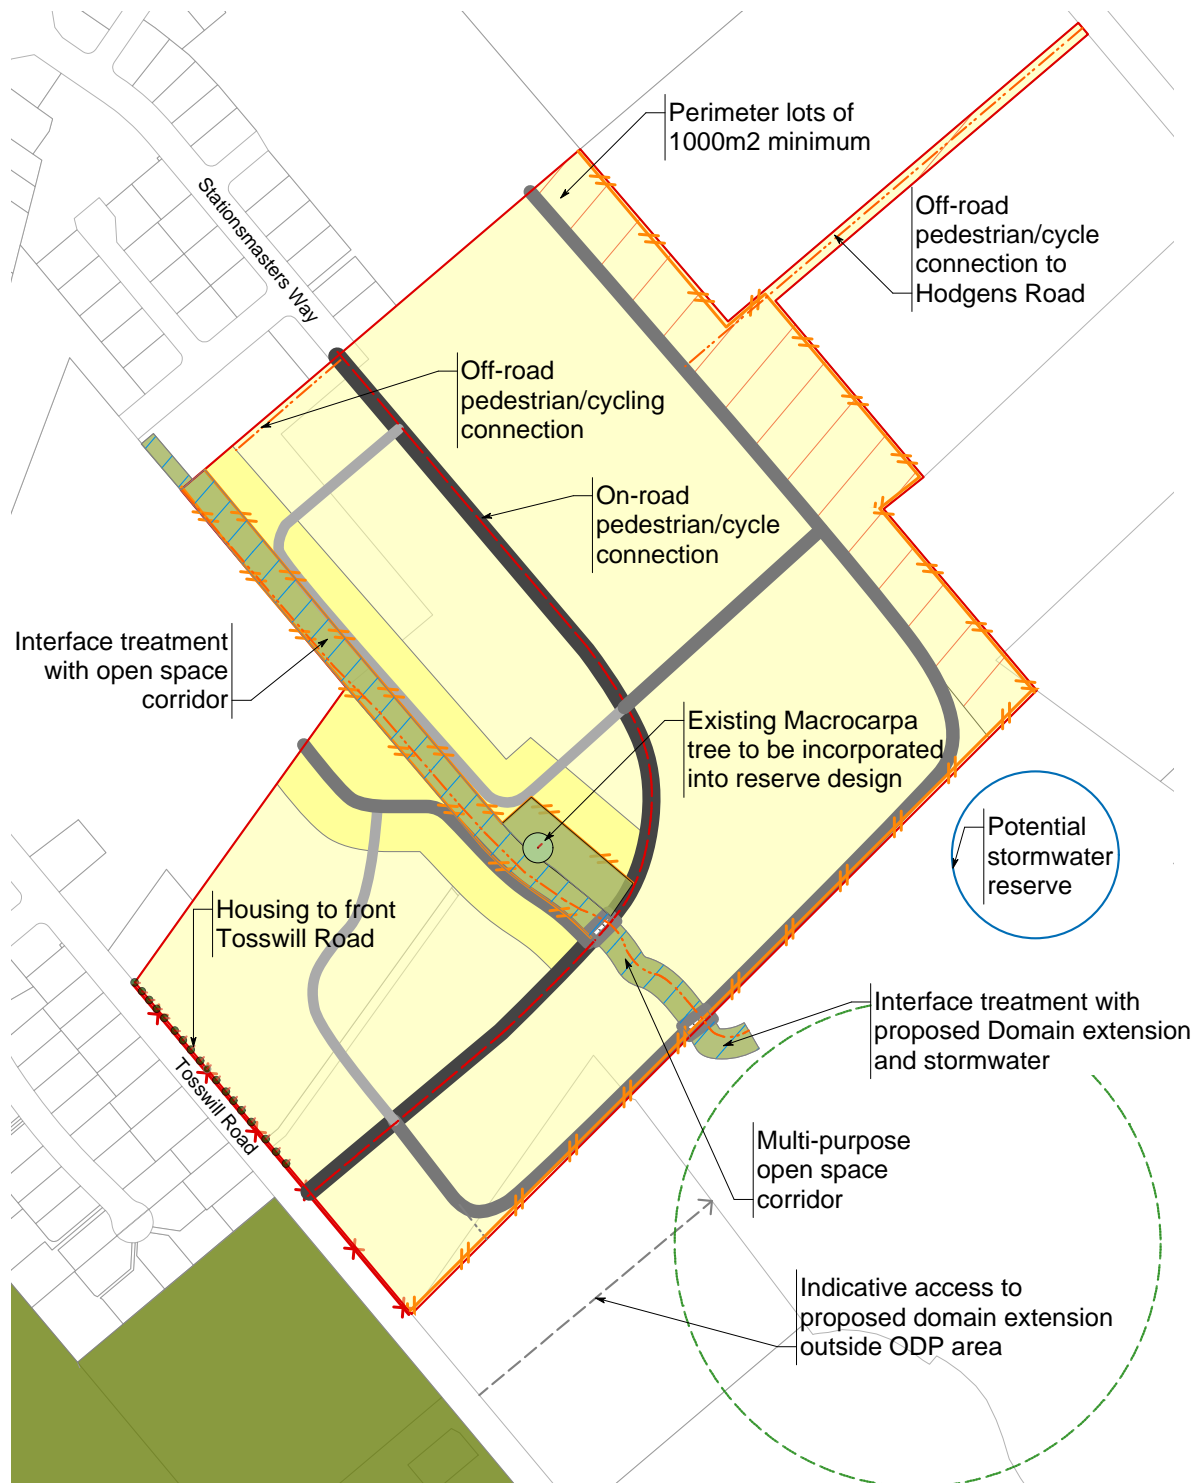 Perimeter lots of
1000m2 minimum
Stationsmasters Way
Off-road
pedestrian/cycle
connection to
Hodgens Road
Off-road
pedestrian/cycling
connection
On-road
pedestrian/cycle
connection
Interface treatment
with open space
corridor
Existing Macrocarpa
tree to be incorporated
into reserve design
Potential
stormwater
reserve
Housing to front
Tosswill Road
Interface treatment with
proposed Domain extension
and stormwater
Tosswill Road
Multi-purpose
open space
corridor
Indicative access to
proposed domain extension
outside ODP area